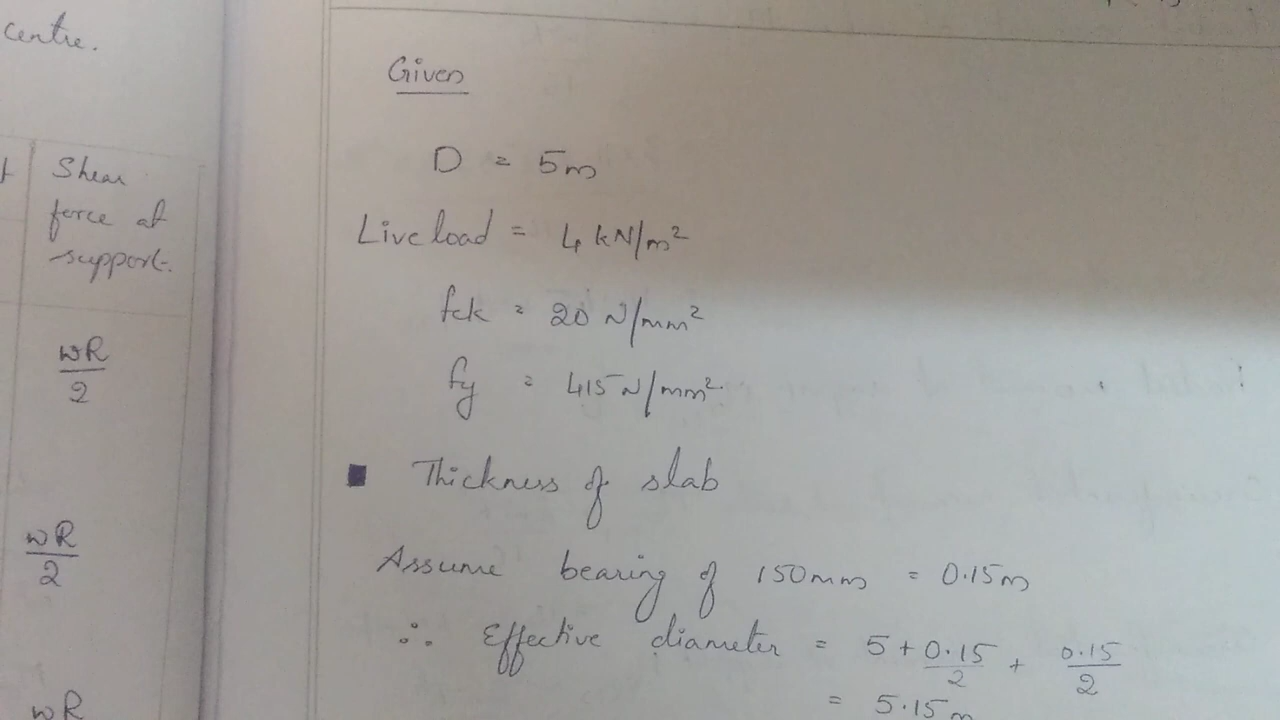 centre.
Shear
force at
support.
wR
2
wR
2
wR
Given
D = 5m
Live load = 4 kN/m²
fck = 20 N/mm²
fy = 415 N/mm²
Thickness of slab
Assume bearing of 150mm = 0.15m
∴ Effective diameter = 5 + 0.15/2 + 0.15/2
= 5.15m